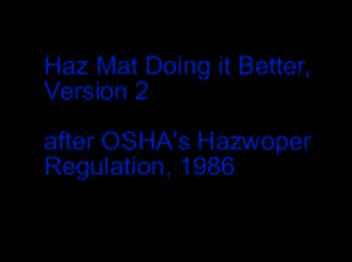 Haz Mat Doing it Better,
Version 2
after OSHA's Hazwoper
Regulation, 1986